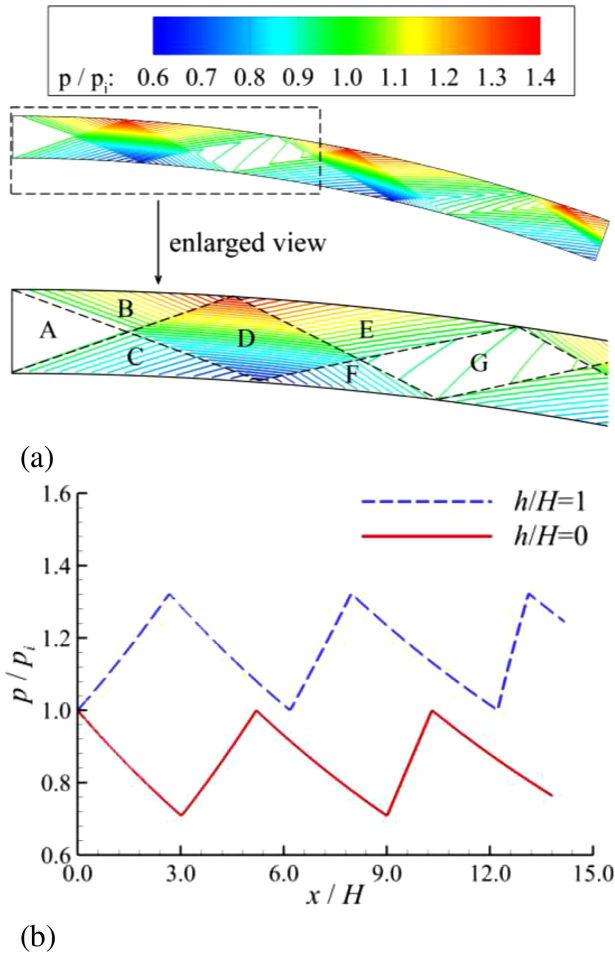 p / pi: 0.6 0.7 0.8 0.9 1.0 1.1 1.2 1.3 1.4
enlarged view
A B C D E F G
(a)
1.6
1.4
1.2
1.0
0.8
0.6
p / pi
h/H=1
h/H=0
0.0 3.0 6.0 9.0 12.0 15.0
x / H
(b)